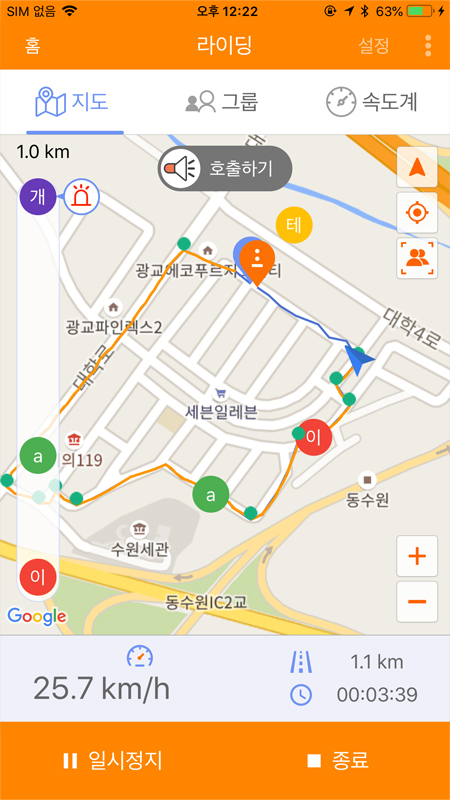 SIM 없음 오후 12:22 63%
홈 라이딩 설정
지도 그룹 속도계
1.0 km
호출하기
개
테
광교에코푸르지
티
광교파인렉스2
대학로
대학4로
세븐일레븐
이
a
의119
a
동수원
수원세관
이
동수원IC2교
Google
1.1 km
25.7 km/h
00:03:39
일시정지 종료